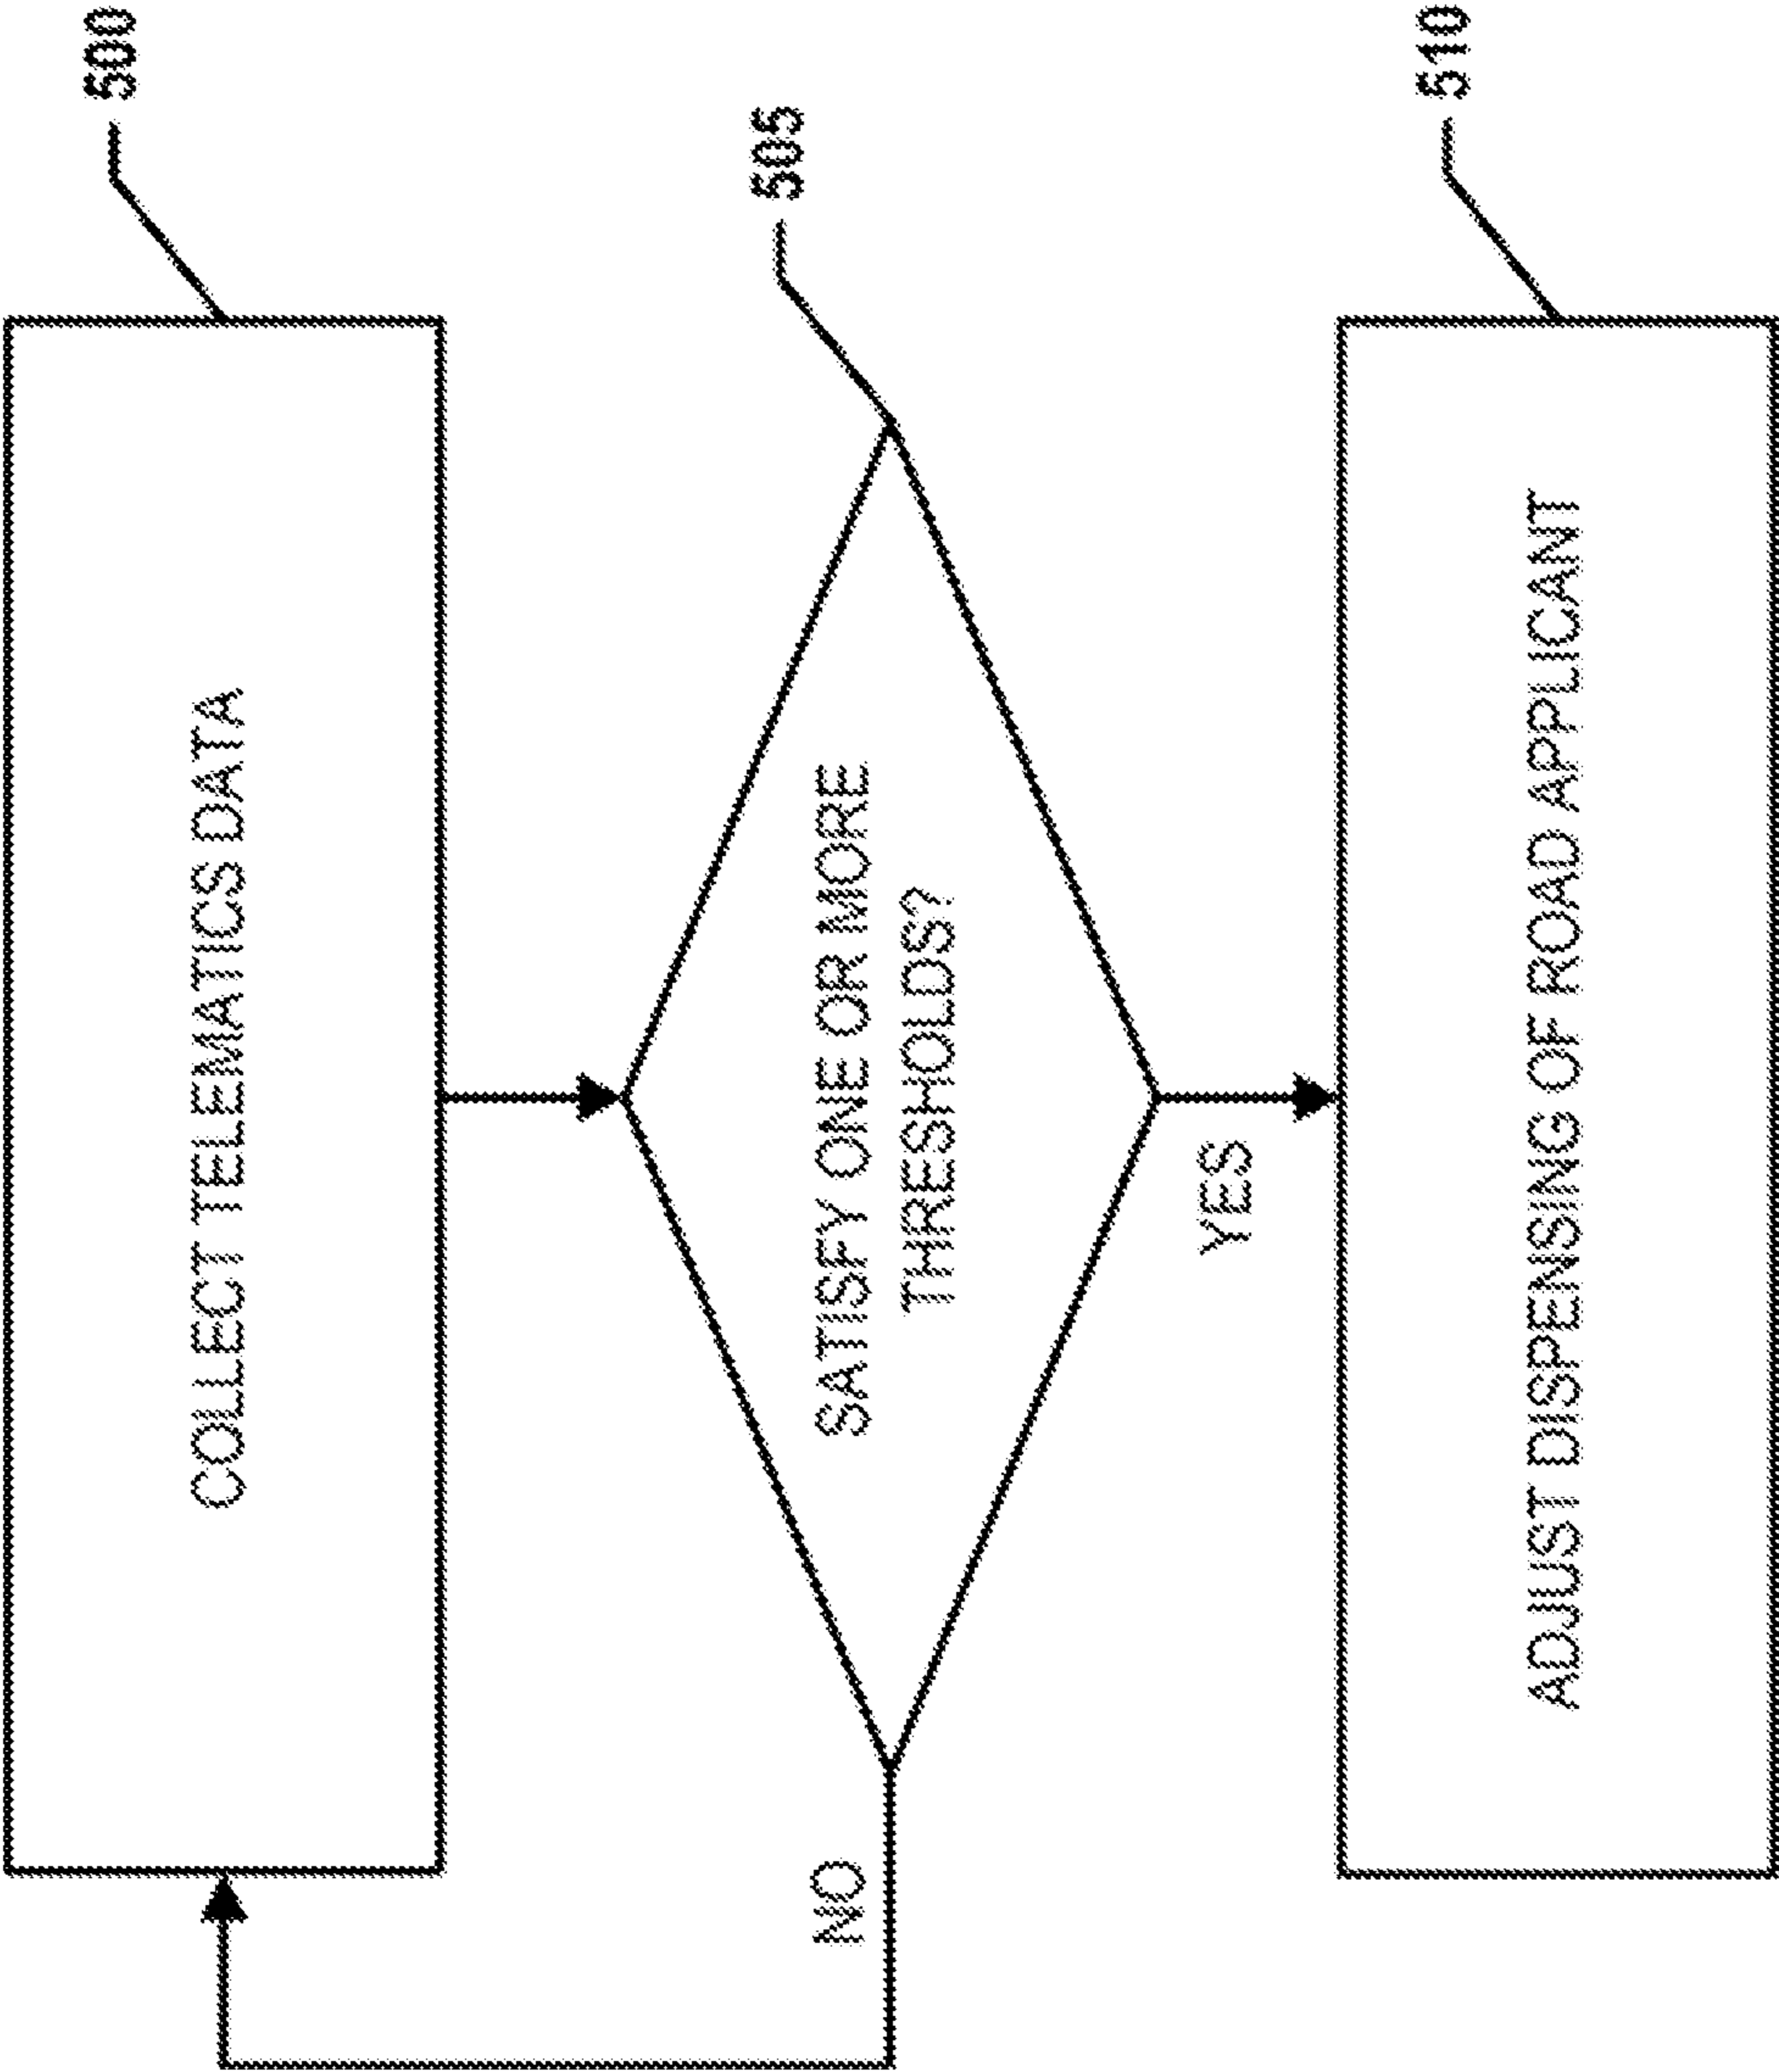 500
COLLECT TELEMATICS DATA
505
SATISFY ONE OR MORE
THRESHOLDS?
NO
YES
510
ADJUST DISPENSING OF ROAD APPLICANT